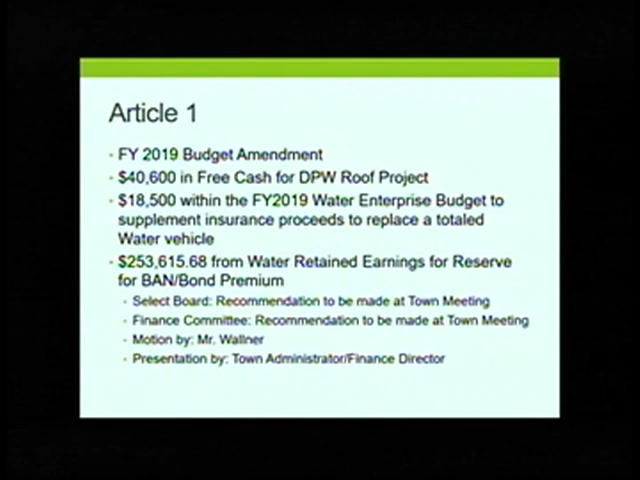 Article 1
FY 2019 Budget Amendment
$40,600 in Free Cash for DPW Roof Project
$18,500 within the FY2019 Water Enterprise Budget to
supplement insurance proceeds to replace a totaled
Water vehicle
$253,615.68 from Water Retained Earnings for Reserve
for BAN/Bond Premium
Select Board: Recommendation to be made at Town Meeting
Finance Committee: Recommendation to be made at Town Meeting
Motion by: Mr. Wallner
Presentation by: Town Administrator/Finance Director